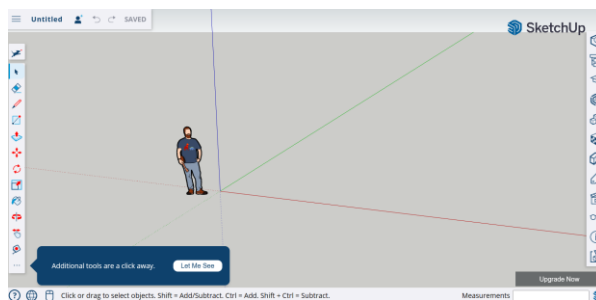 Untitled
SAVED
SketchUp
Additional tools are a click away.
Let Me See
Upgrade Now
Click or drag to select objects. Shift = Add/Subtract. Ctrl = Add. Shift + Ctrl = Subtract.
Measurements